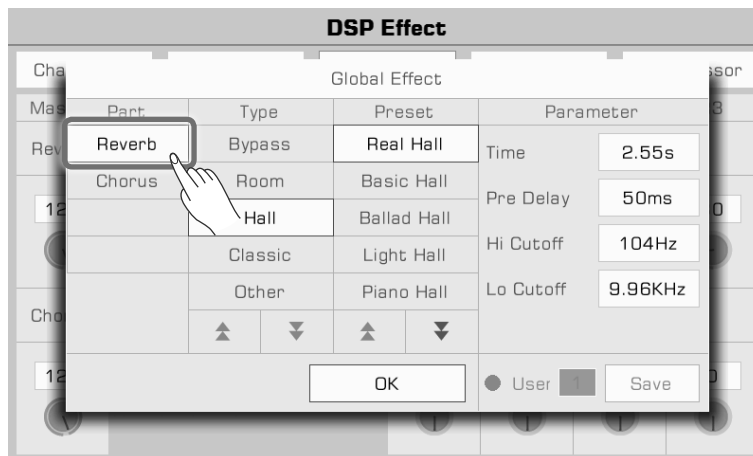 DSP Effect
Global Effect
Part Type Preset Parameter
Reverb Bypass Real Hall Time 2.55s
Chorus Room Basic Hall Pre Delay 50ms
Hall Ballad Hall Hi Cutoff 104Hz
Classic Light Hall Lo Cutoff 9.96KHz
Other Piano Hall
OK User 1 Save